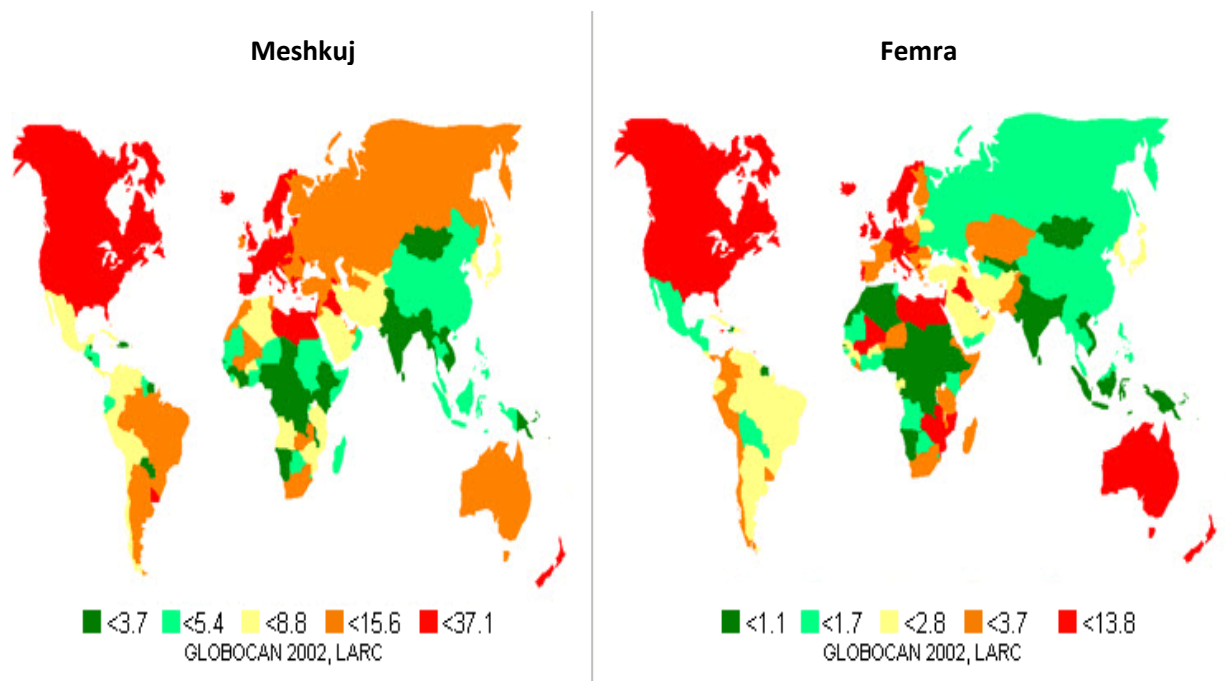 Meshkuj
<3.7 <5.4 <8.8 <15.6 <37.1
GLOBOCAN 2002, LARC
Femra
<1.1 <1.7 <2.8 <3.7 <13.8
GLOBOCAN 2002, LARC